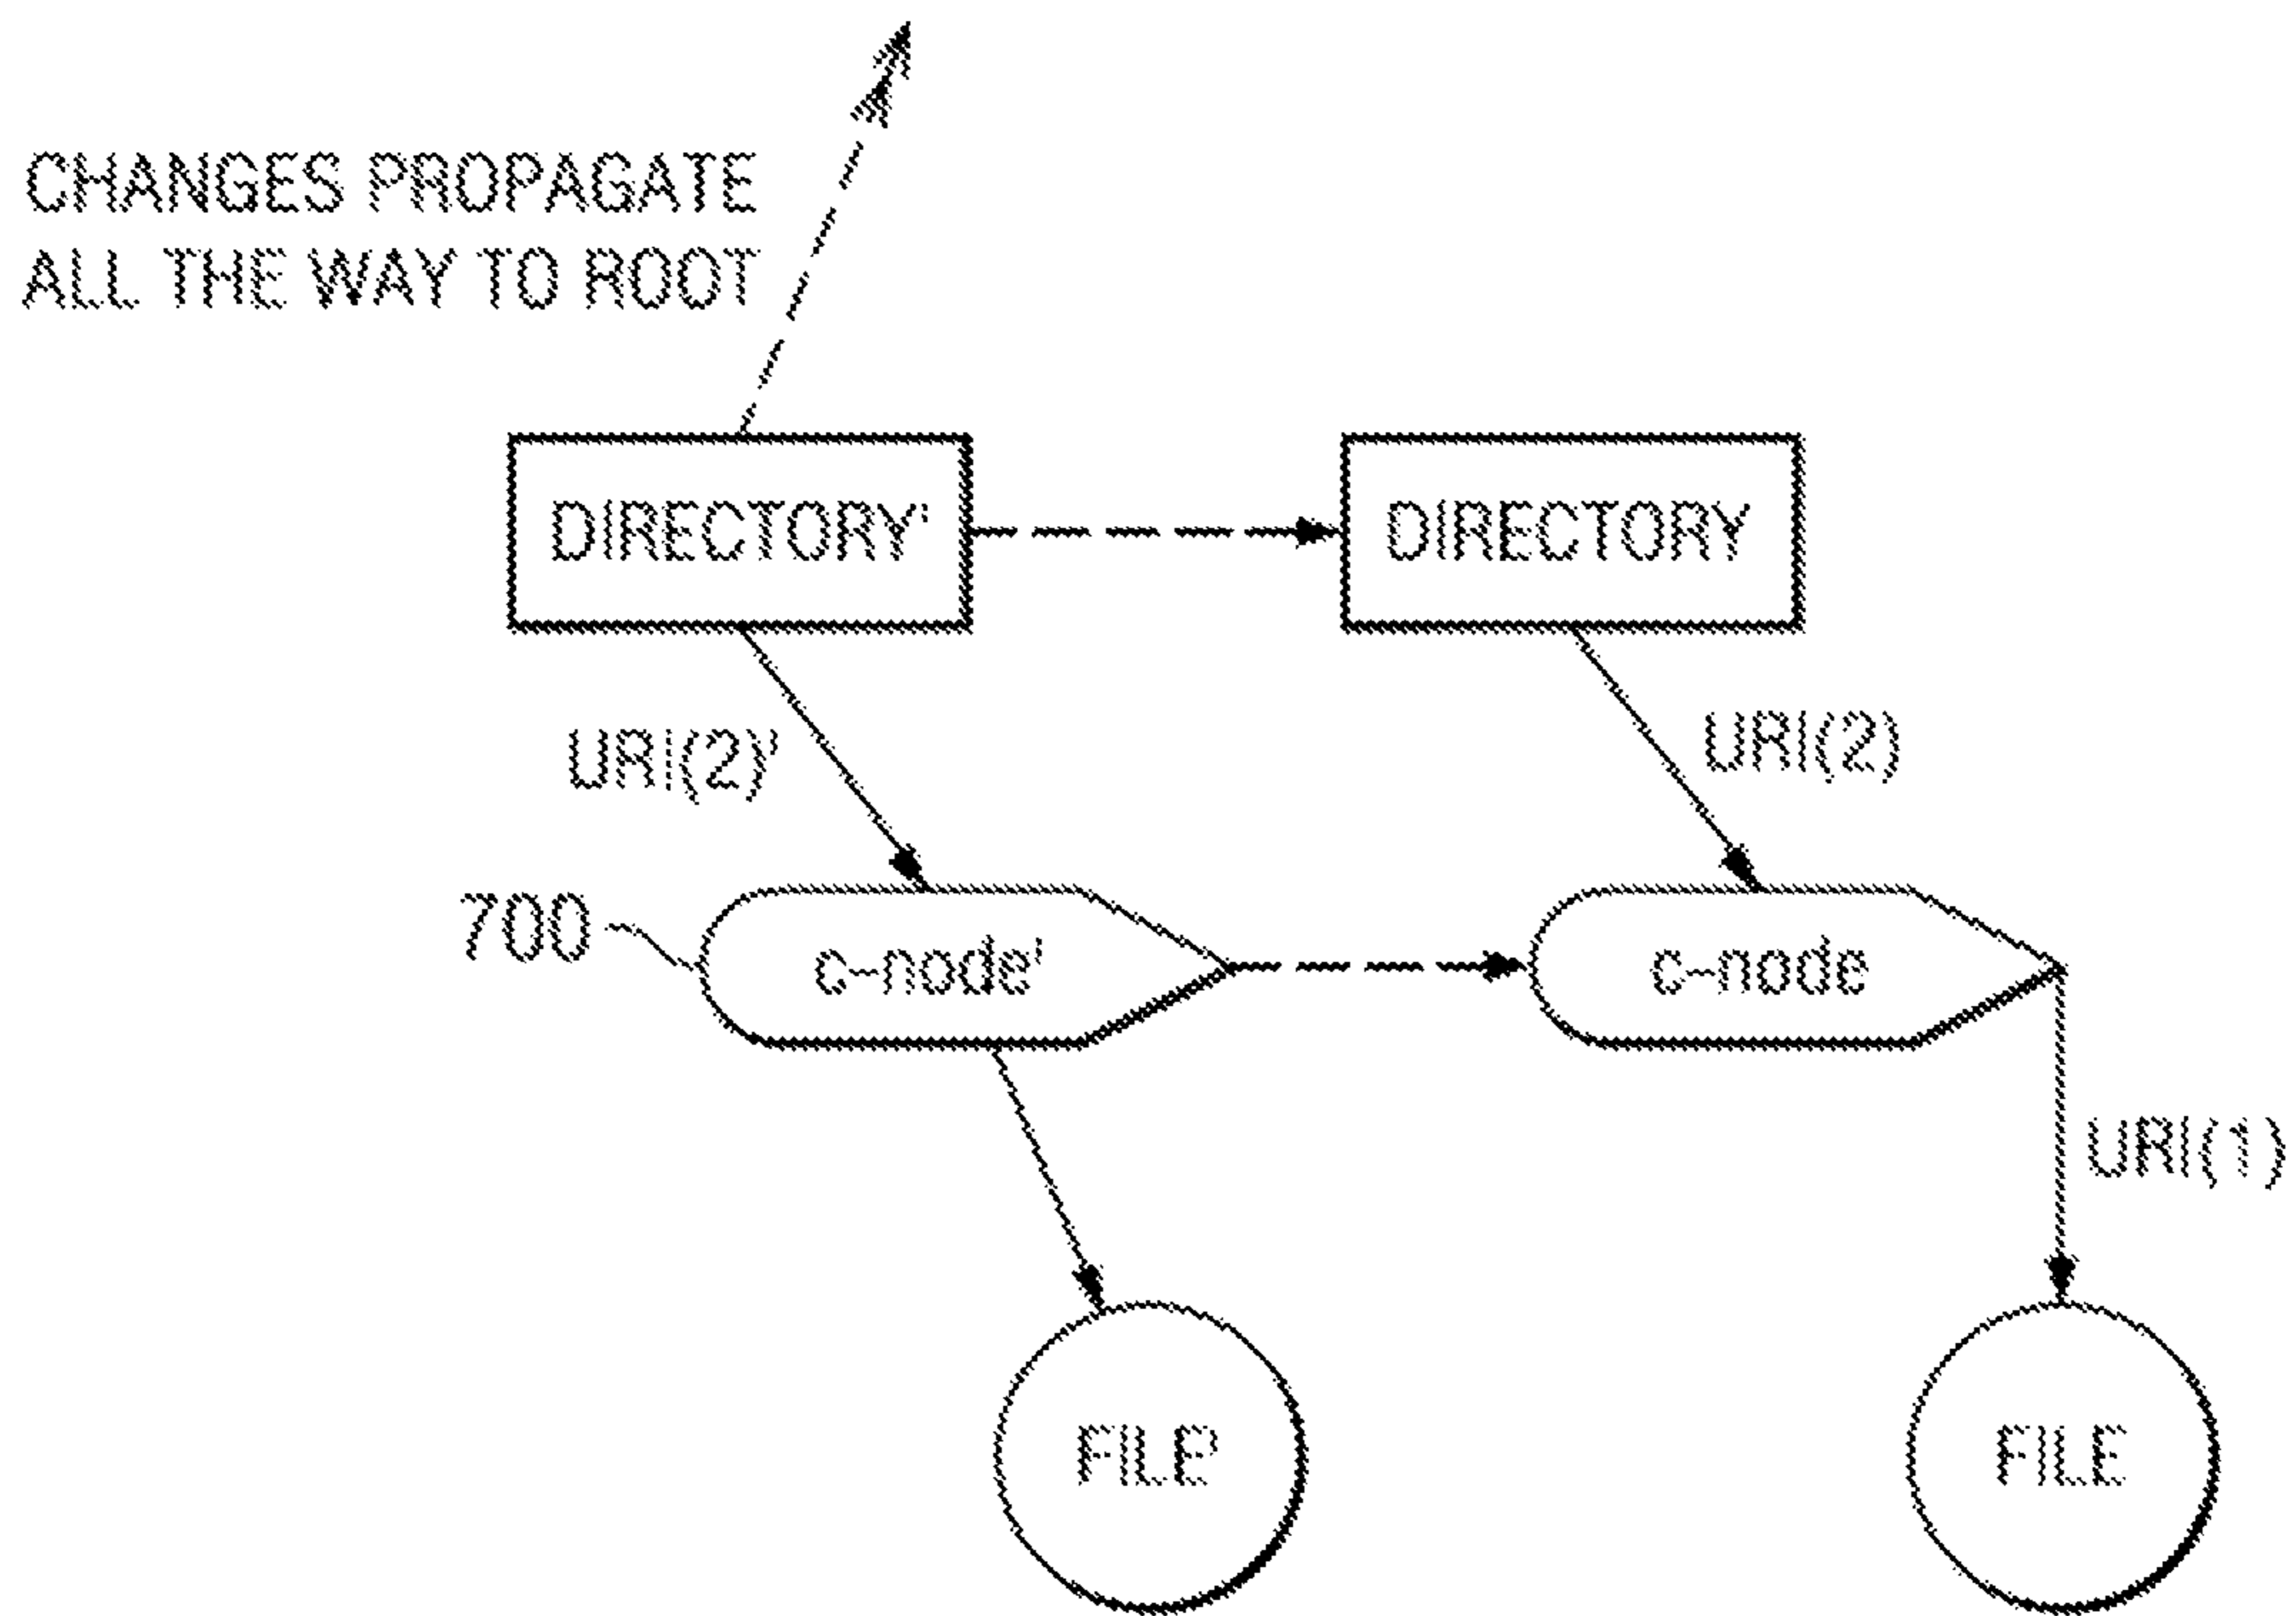 CHANGES PROPAGATE
ALL THE WAY TO ROOT
DIRECTORY'
DIRECTORY
URI(2)'
URI(2)
700
c-node'
c-node
URI(1)
FILE'
FILE